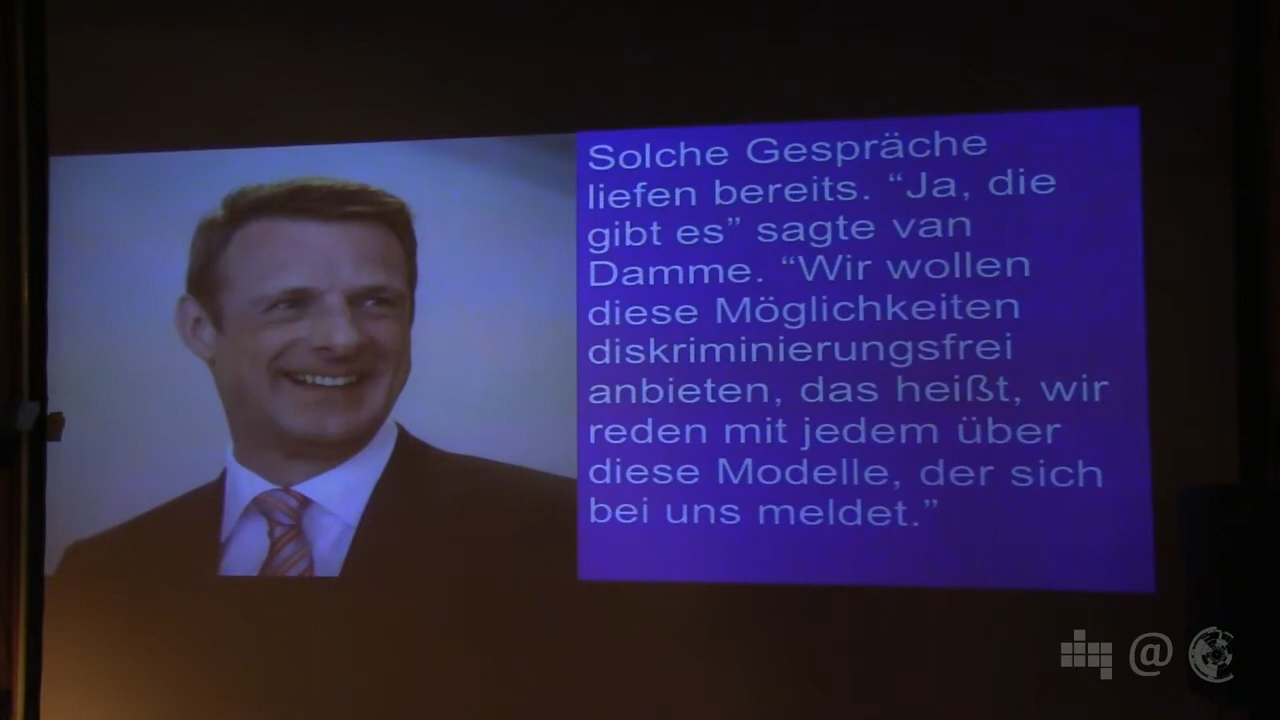 Solche Gespräche
liefen bereits. “Ja, die
gibt es” sagte van
Damme. “Wir wollen
diese Möglichkeiten
diskriminierungsfrei
anbieten, das heißt, wir
reden mit jedem über
diese Modelle, der sich
bei uns meldet.”
@